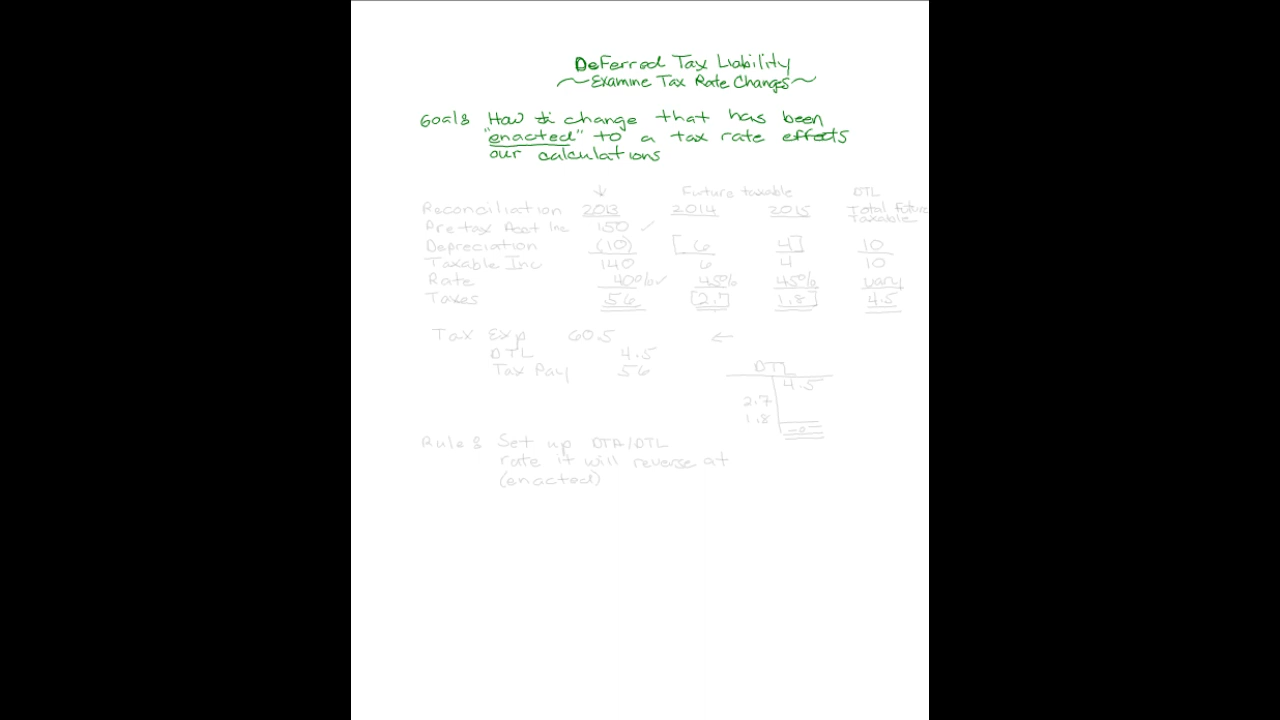 Deferred Tax Liability
~Examine Tax Rate Changes~
Goal: How a change that has been
"enacted" to a tax rate effects
our calculations
Future taxable DTL
Reconciliation 2013 2014 2015 Total Future Taxable
Pre tax Acct Inc 150 ✓
Depreciation (10) [6 4] 10
Taxable Inc 140 6 4 10
Rate 40% ✓ 45% 45% vary
Taxes 56 [2.7 1.8] 4.5
Tax Exp 60.5 ←
DTL 4.5
Tax Pay 56
DTL
4.5
2.7
1.8
-0-
Rule: Set up DTA/DTL
rate it will reverse at
(enacted)